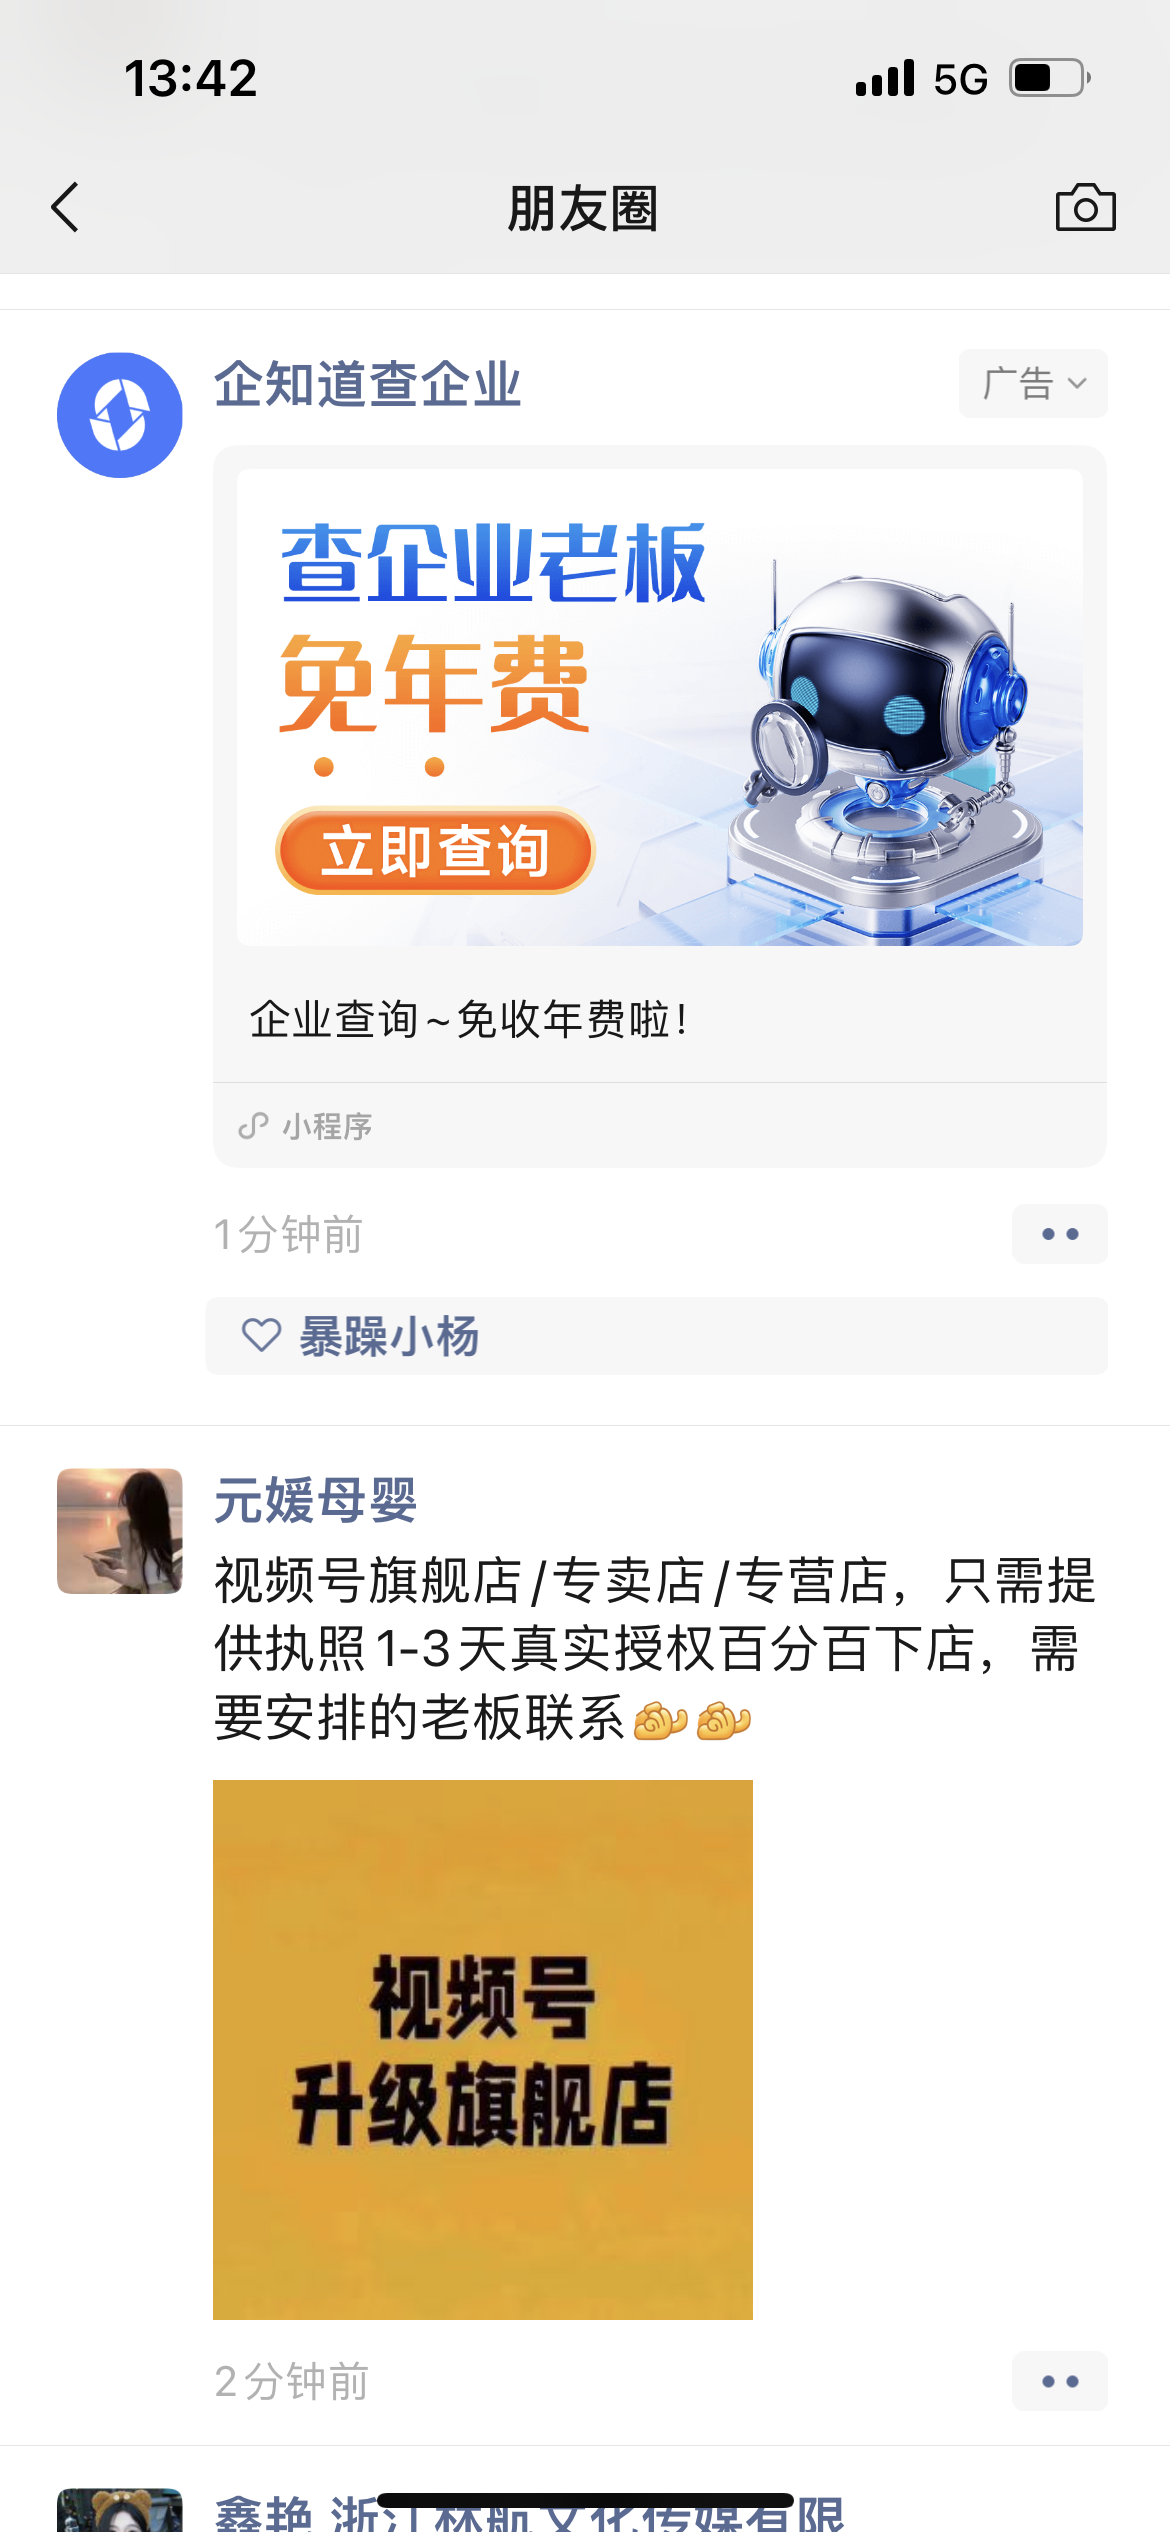 13:42
5G
朋友圈
企知道查企业
广告
查企业老板
免年费
立即查询
企业查询~免收年费啦！
小程序
1分钟前
暴躁小杨
元媛母婴
视频号旗舰店/专卖店/专营店，只需提
供执照1-3天真实授权百分百下店，需
要安排的老板联系
视频号
升级旗舰店
2分钟前
鑫艳 浙江林航文化传媒有限